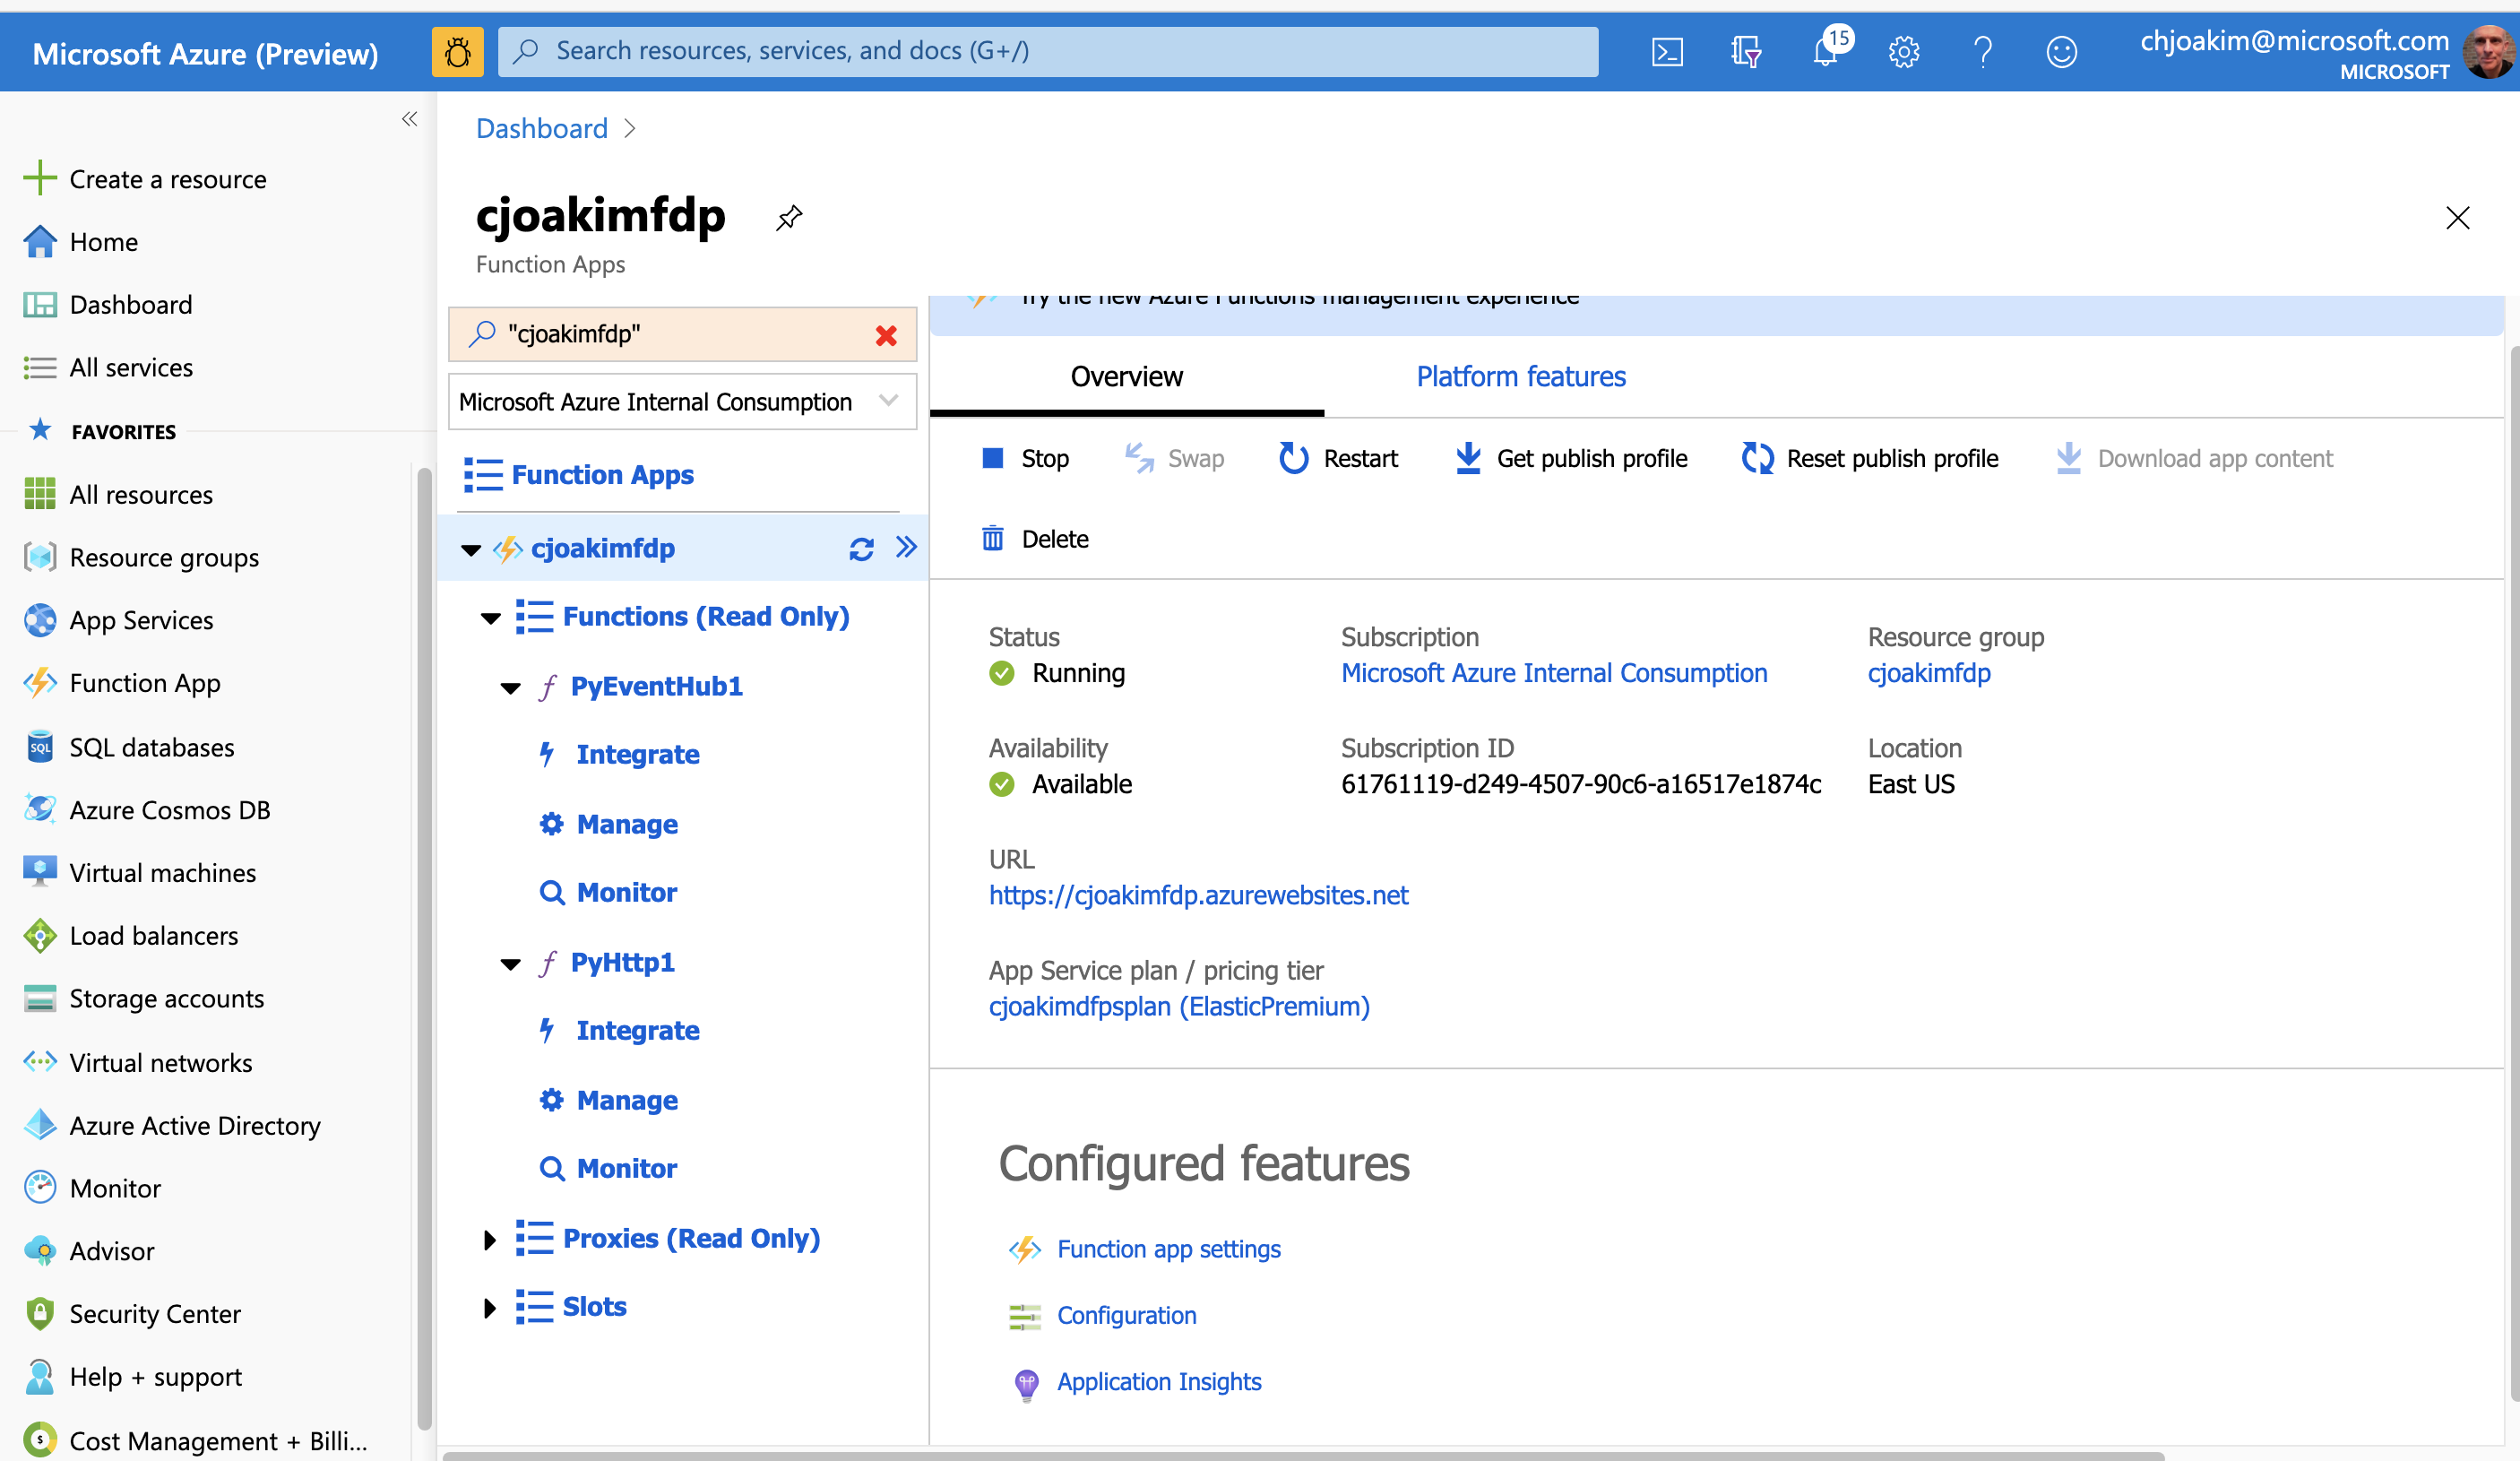 Microsoft Azure (Preview)
Search resources, services, and docs (G+/)
15
chjoakim@microsoft.com
MICROSOFT
Create a resource
Home
Dashboard
All services
FAVORITES
All resources
Resource groups
App Services
Function App
SQL databases
Azure Cosmos DB
Virtual machines
Load balancers
Storage accounts
Virtual networks
Azure Active Directory
Monitor
Advisor
Security Center
Help + support
Cost Management + Billi...
Dashboard
cjoakimfdp
Function Apps
"cjoakimfdp"
Microsoft Azure Internal Consumption
Function Apps
cjoakimfdp
Functions (Read Only)
PyEventHub1
Integrate
Manage
Monitor
PyHttp1
Integrate
Manage
Monitor
Proxies (Read Only)
Slots
Try the new Azure Functions management experience
Overview
Platform features
Stop
Swap
Restart
Get publish profile
Reset publish profile
Download app content
Delete
Status
Running
Subscription
Microsoft Azure Internal Consumption
Resource group
cjoakimfdp
Availability
Available
Subscription ID
61761119-d249-4507-90c6-a16517e1874c
Location
East US
URL
https://cjoakimfdp.azurewebsites.net
App Service plan / pricing tier
cjoakimdfpsplan (ElasticPremium)
Configured features
Function app settings
Configuration
Application Insights